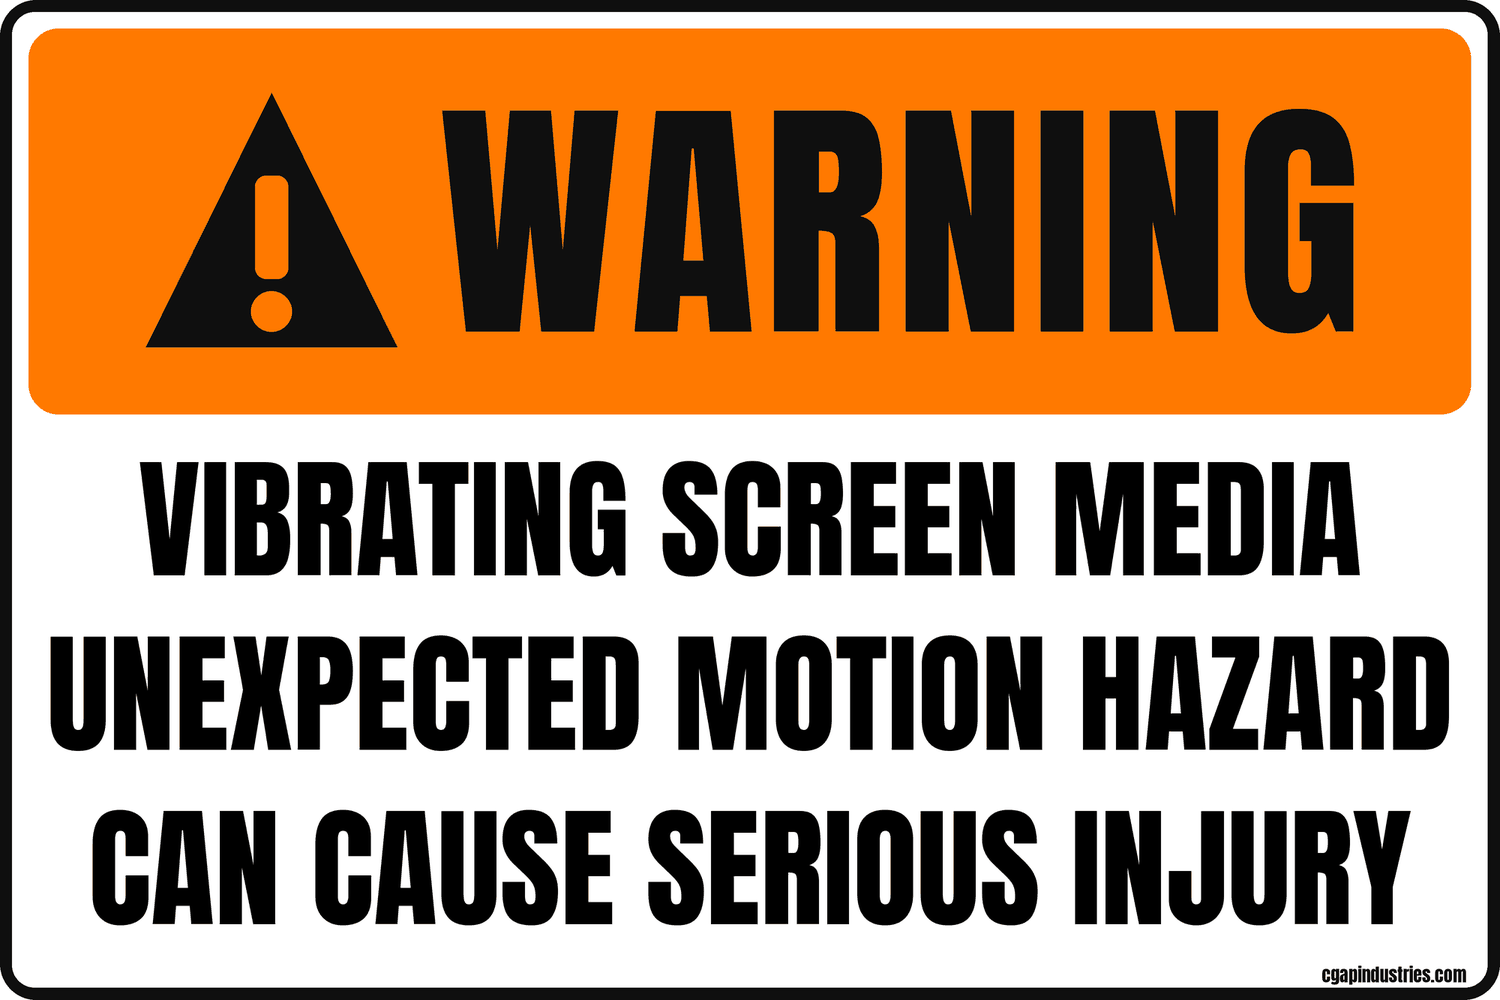 WARNING
VIBRATING SCREEN MEDIA
UNEXPECTED MOTION HAZARD
CAN CAUSE SERIOUS INJURY
cgapindustries.com